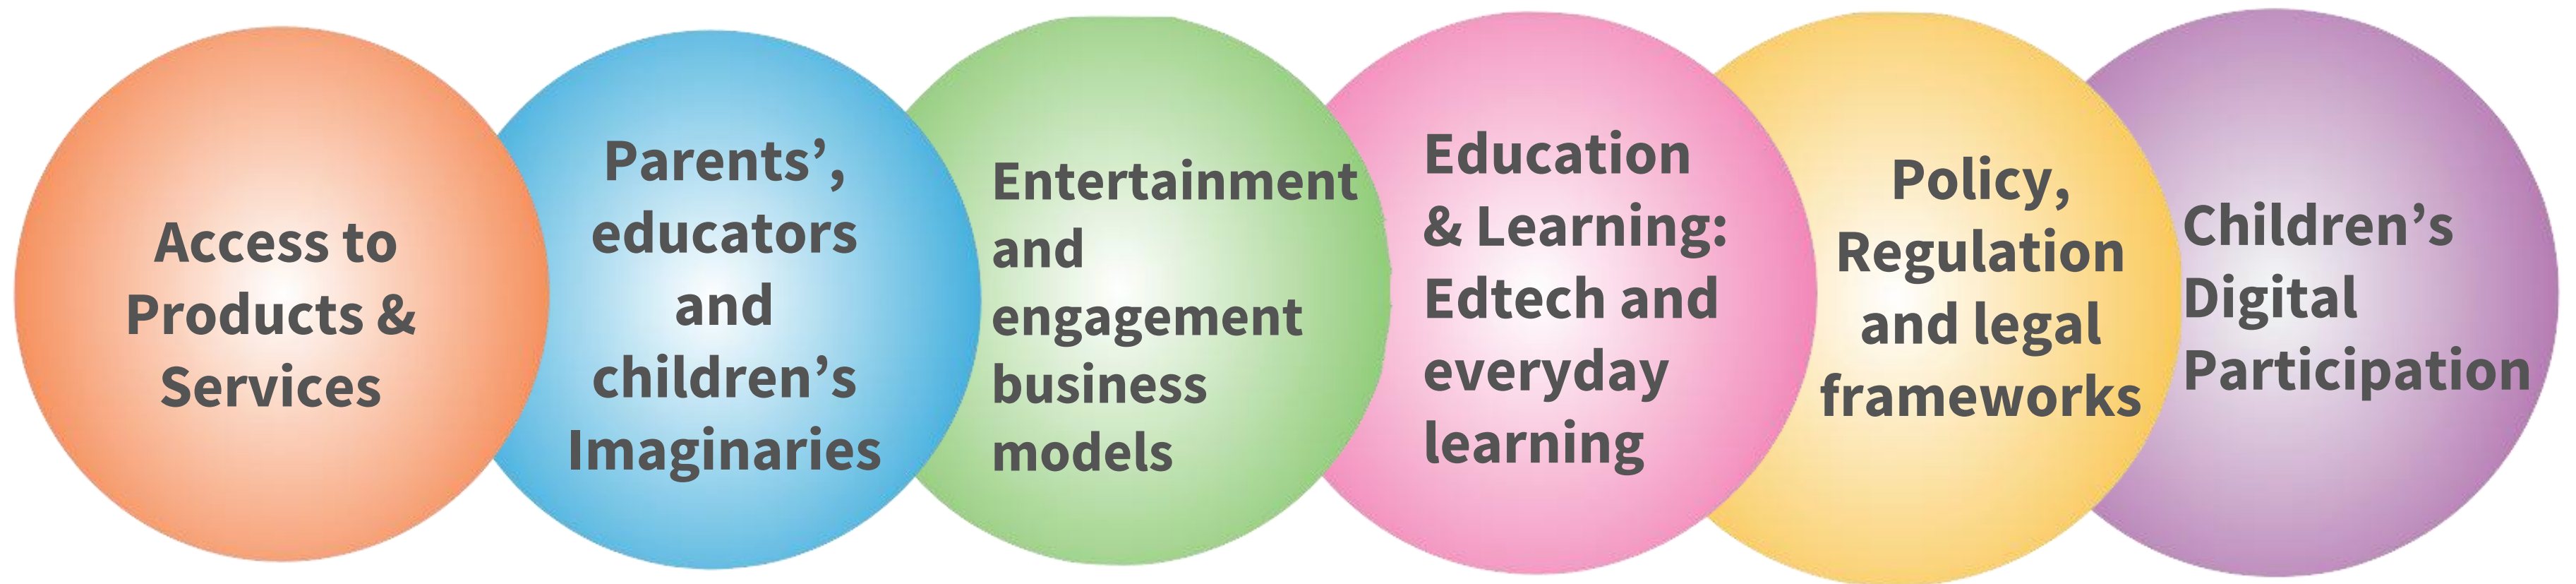 Access to
Products &
Services
Parents’,
educators
and
children’s
Imaginaries
Entertainment
and
engagement
business
models
Education
& Learning:
Edtech and
everyday
learning
Policy,
Regulation
and legal
frameworks
Children’s
Digital
Participation